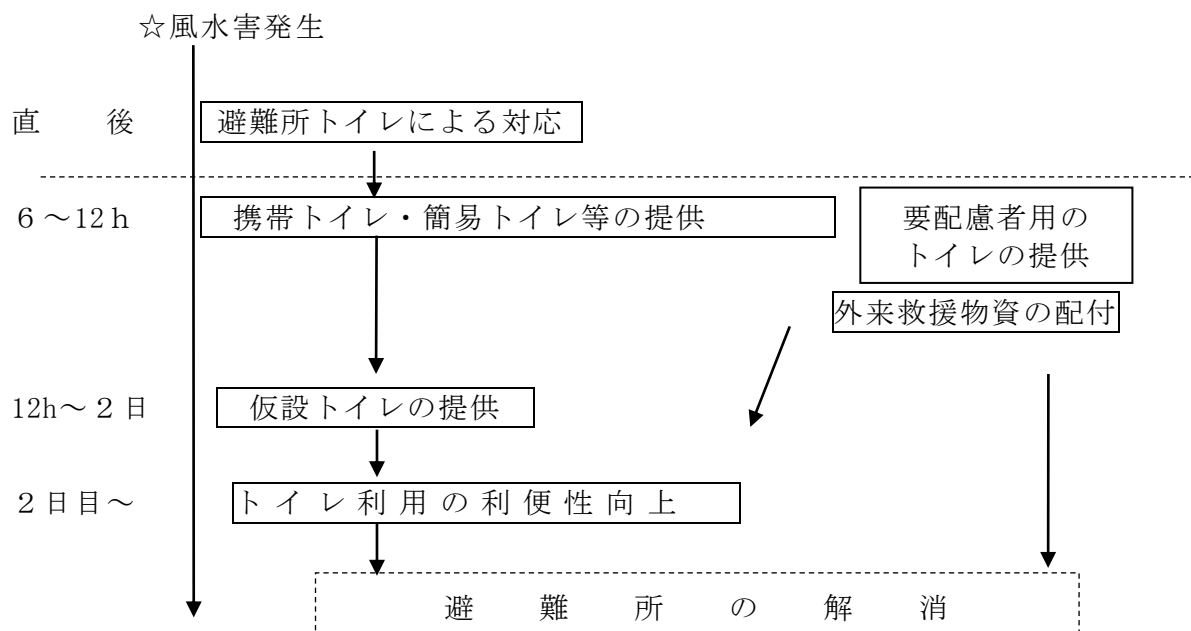 ☆風水害発生
直後
避難所トイレによる対応
６～12ｈ
携帯トイレ・簡易トイレ等の提供
要配慮者用の
トイレの提供
外来救援物資の配付
12h～２日
仮設トイレの提供
２日目～
トイレ利用の利便性向上
避難所の解消